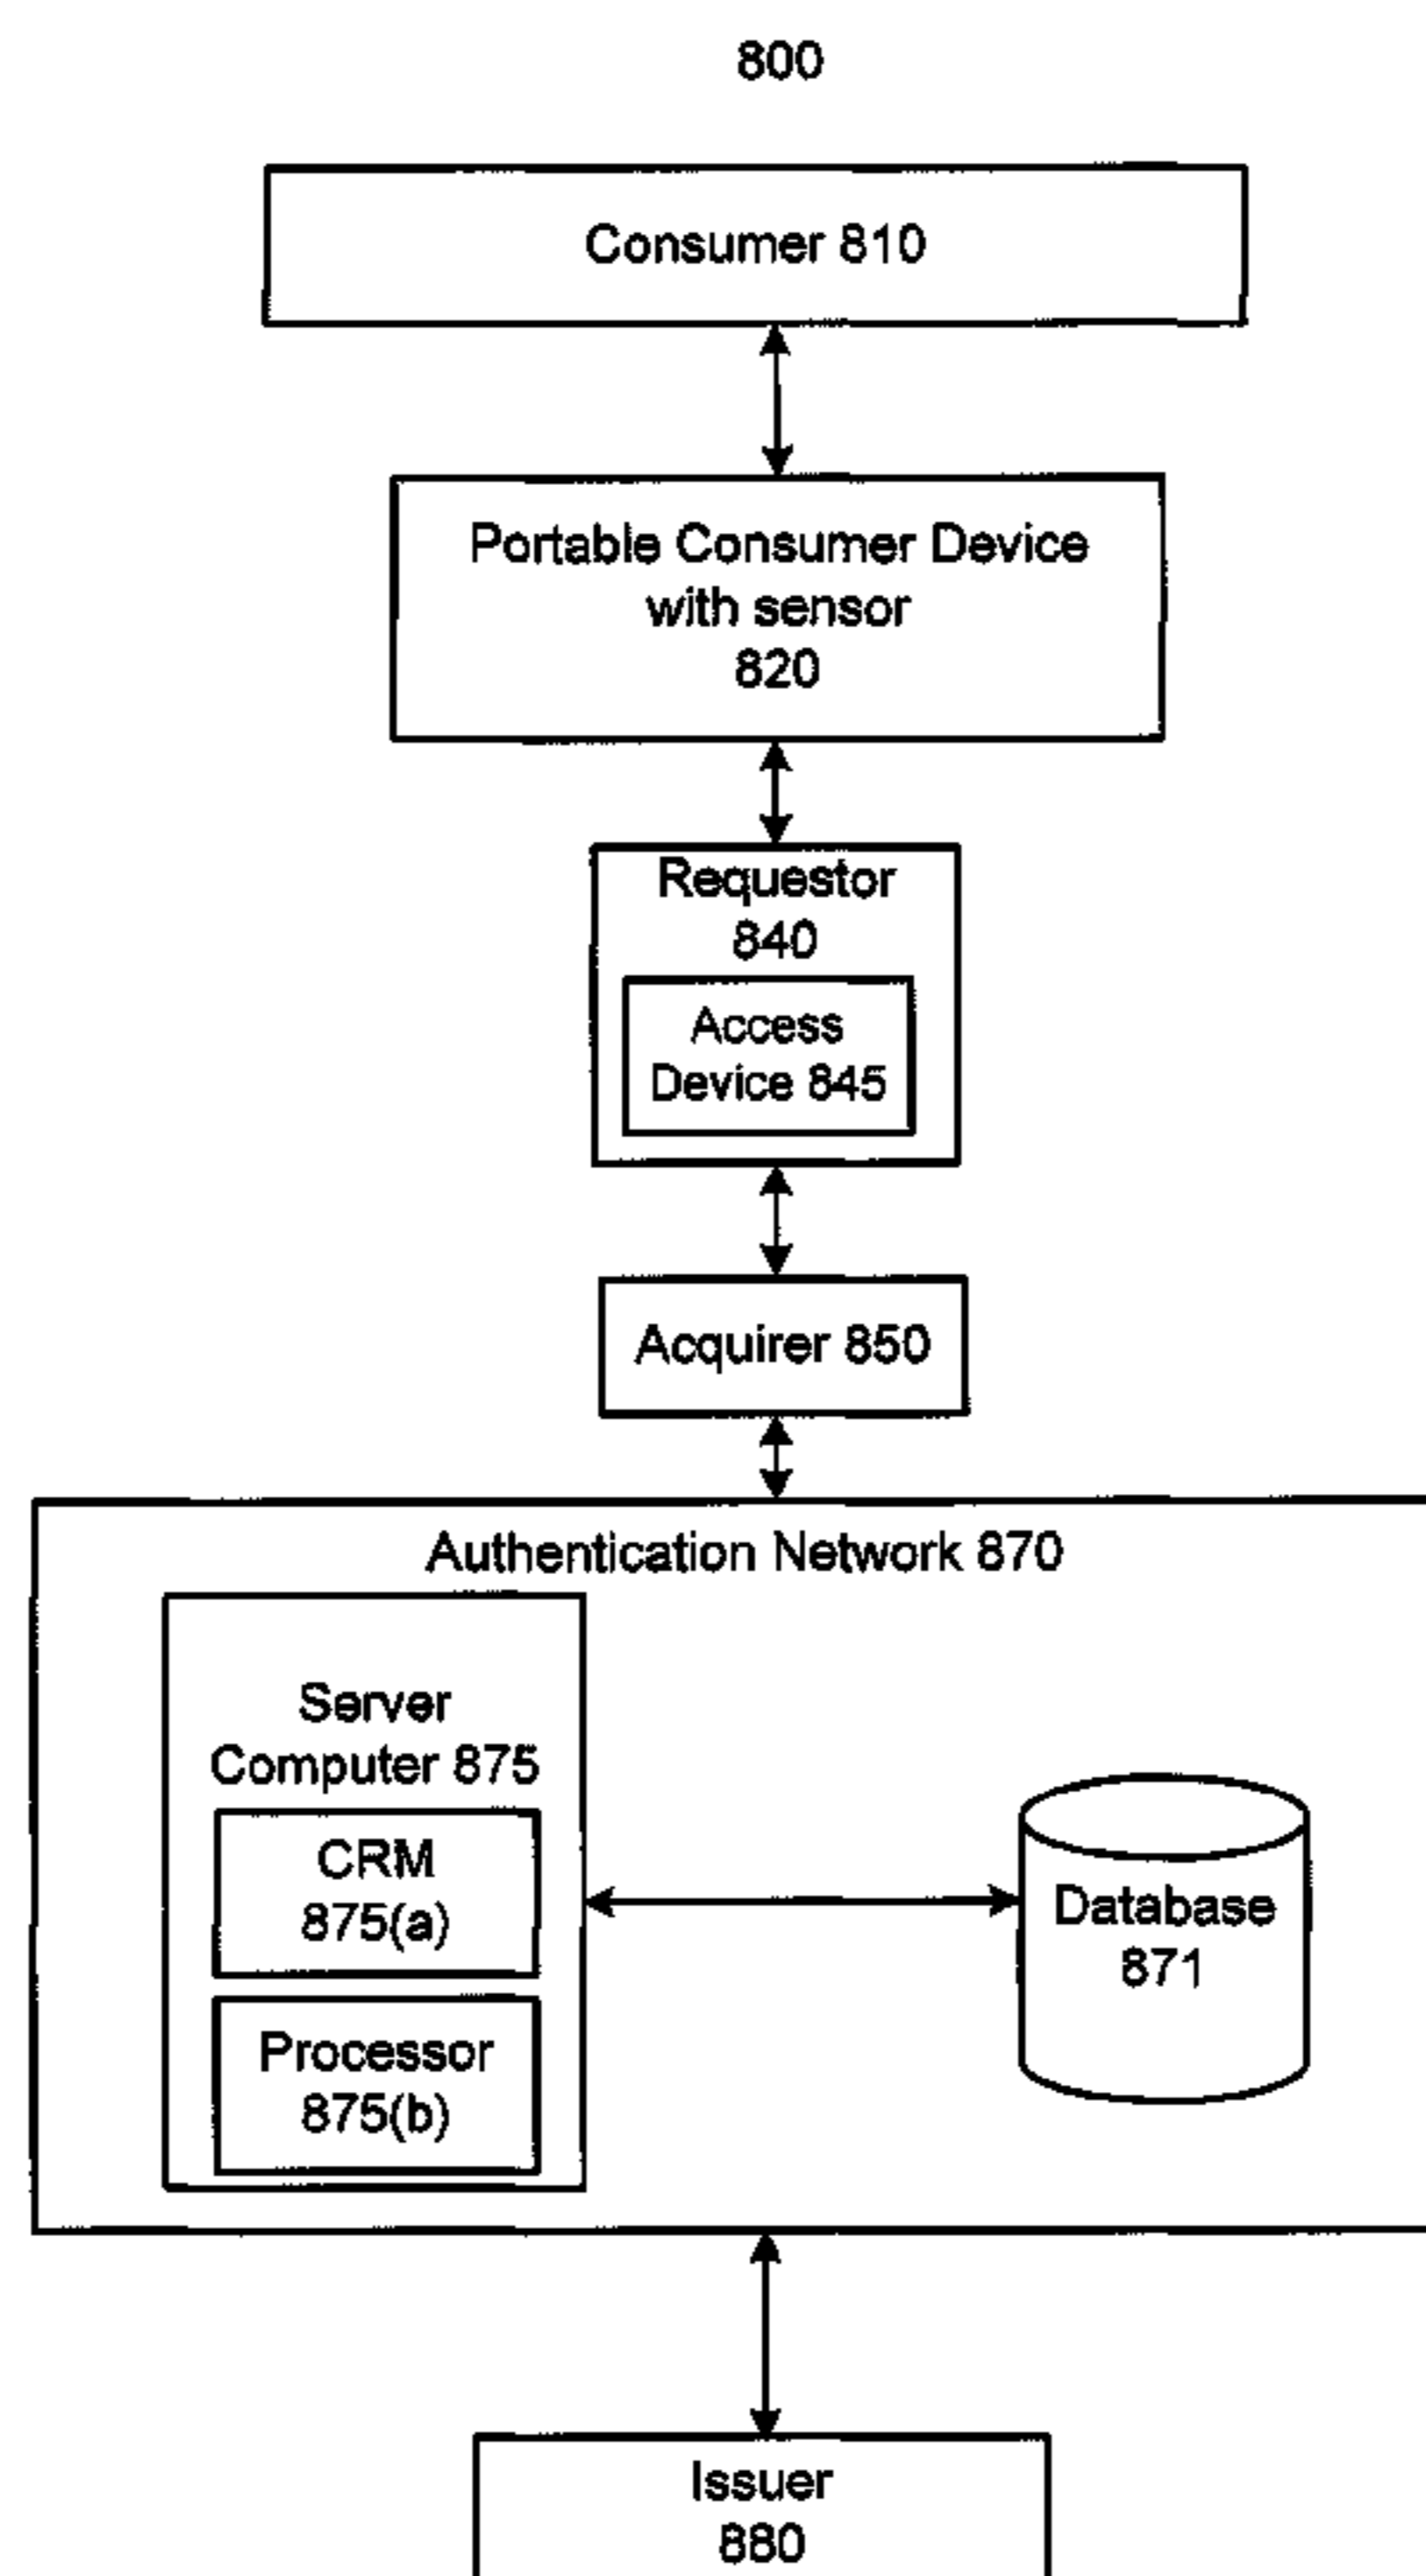 800
Consumer 810
Portable Consumer Device
with sensor
820
Requestor
840
Access
Device 845
Acquirer 850
Authentication Network 870
Server
Computer 875
CRM
875(a)
Processor
875(b)
Database
871
Issuer
880